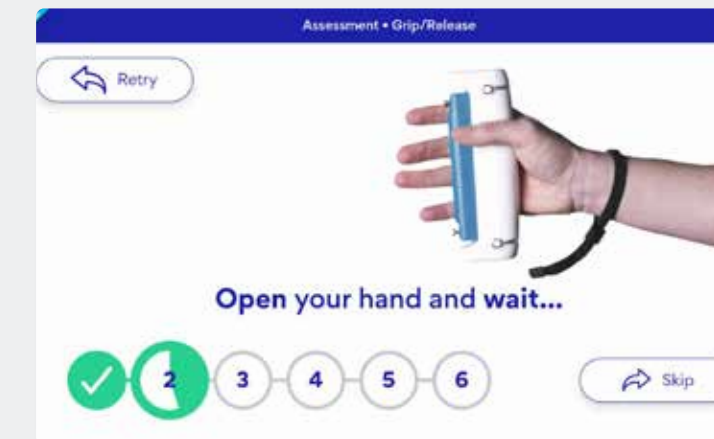 Assessment • Grip/Release
Retry
Open your hand and wait...
2 3 4 5 6
Skip